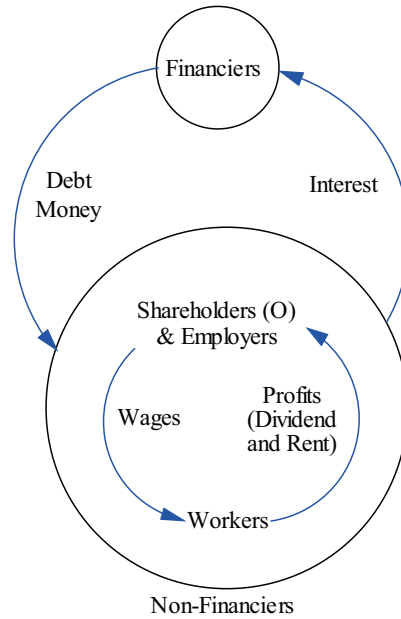 Financiers
Debt
Money
Interest
Shareholders (O)
& Employers
Wages
Profits
(Dividend
and Rent)
Workers
Non-Financiers